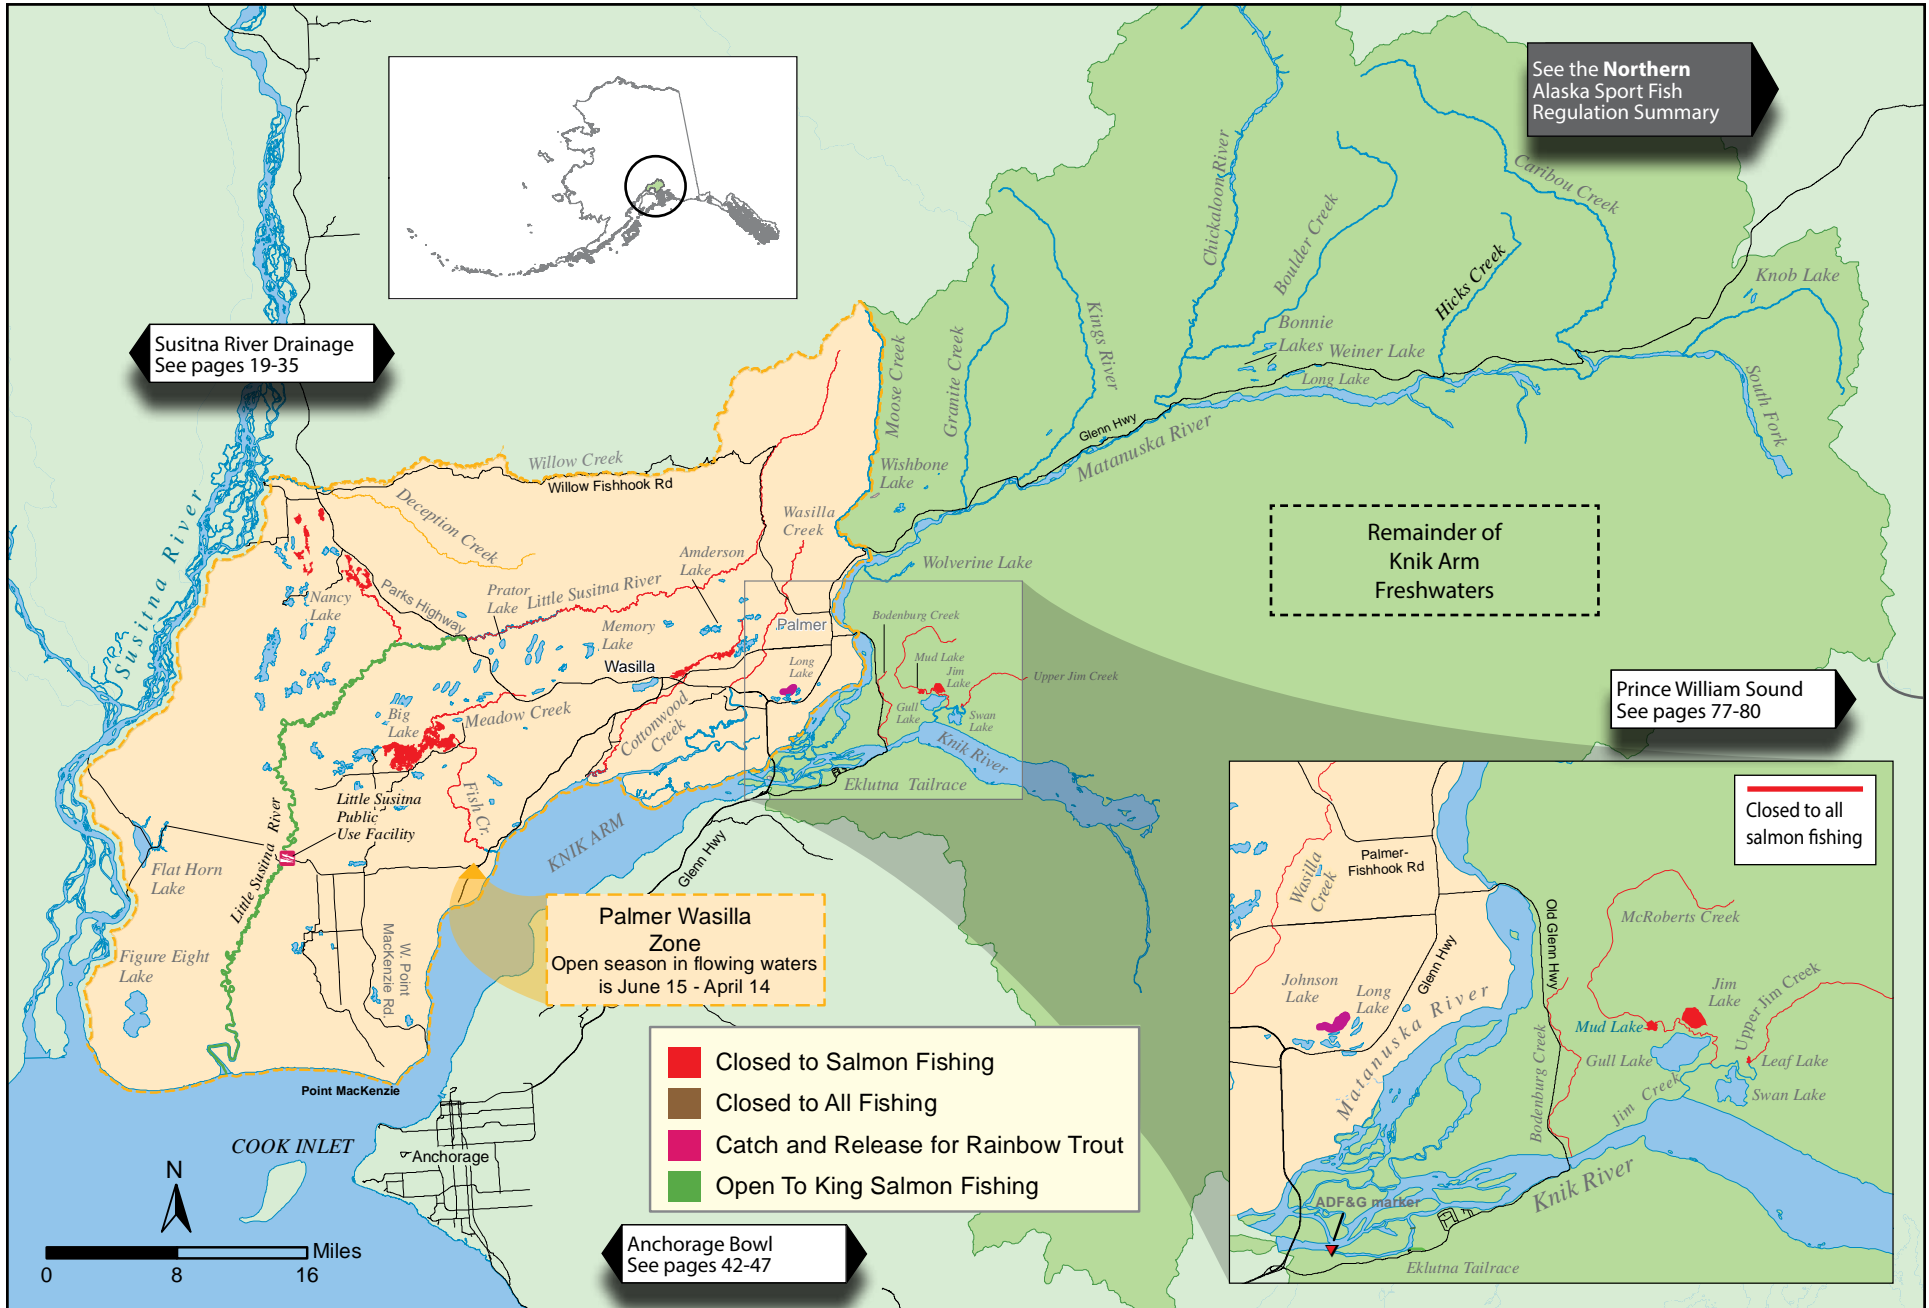 See the Northern
Alaska Sport Fish
Regulation Summary
Susitna River Drainage
See pages 19-35
Chickaloon River
Boulder Creek
Caribou Creek
Hicks Creek
Knob Lake
Kings River
Granite Creek
Moose Creek
Bonnie
Lakes
Weiner Lake
Long Lake
South Fork
Glenn Hwy
Matanuska River
Wishbone
Lake
Willow Creek
Willow Fishhook Rd
Deception Creek
Wasilla
Creek
Susitna River
Amderson
Lake
Wolverine Lake
Nancy
Lake
Parks Highway
Prator
Lake
Little Susitna River
Memory
Lake
Palmer
Bodenburg Creek
Wasilla
Long
Lake
Mud Lake
Jim
Lake
Upper Jim Creek
Gull
Lake
Swan
Lake
Big
Lake
Meadow Creek
Cottonwood
Creek
Knik River
Eklutna Tailrace
Remainder of
Knik Arm
Freshwaters
Prince William Sound
See pages 77-80
Little Susitna
Public
Use Facility
Fish Cr.
Little Susitna River
KNIK ARM
Glenn Hwy
Flat Horn
Lake
Figure Eight
Lake
W. Point
MacKenzie Rd.
Palmer Wasilla
Zone
Open season in flowing waters
is June 15 - April 14
Point MacKenzie
COOK INLET
Anchorage
N
Miles
0 8 16
Closed to Salmon Fishing
Closed to All Fishing
Catch and Release for Rainbow Trout
Open To King Salmon Fishing
Anchorage Bowl
See pages 42-47
Closed to all
salmon fishing
Palmer-
Fishhook Rd
Wasilla
Creek
Old Glenn Hwy
McRoberts Creek
Glenn Hwy
Johnson
Lake
Long
Lake
Matanuska River
Jim
Lake
Upper Jim Creek
Mud Lake
Gull Lake
Leaf Lake
Swan Lake
Bodenburg Creek
Jim Creek
Knik River
ADF&G marker
Eklutna Tailrace